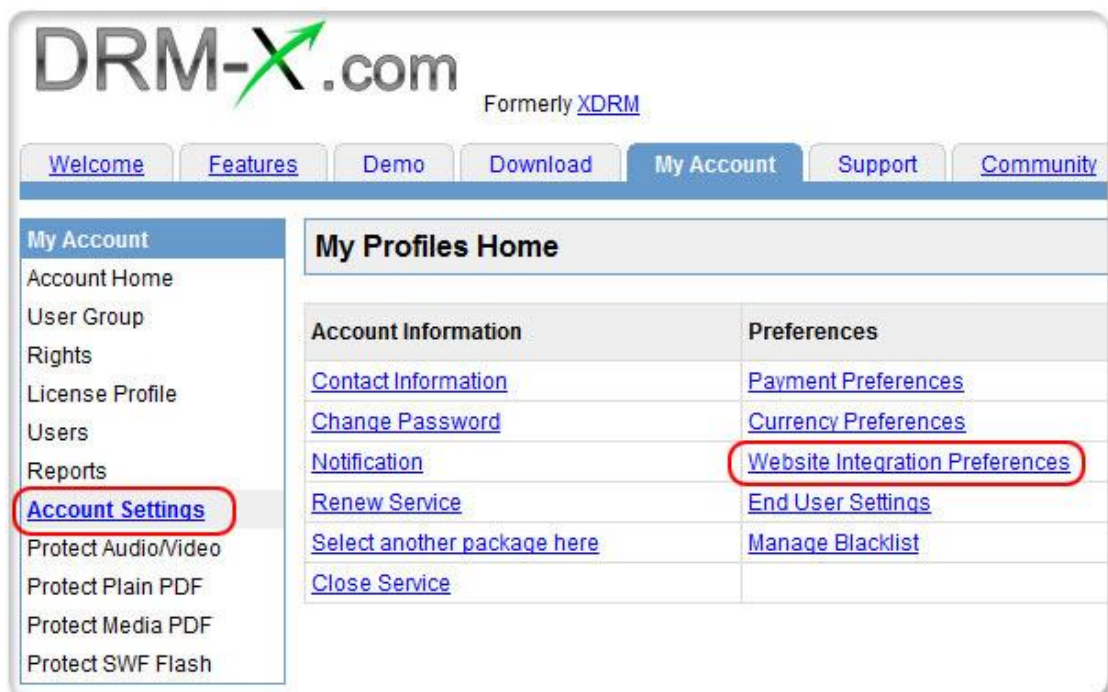 DRM-X.com
Formerly XDRM
Welcome Features Demo Download My Account Support Community
My Account
Account Home
User Group
Rights
License Profile
Users
Reports
Account Settings
Protect Audio/Video
Protect Plain PDF
Protect Media PDF
Protect SWF Flash
My Profiles Home
Account Information Preferences
Contact Information Payment Preferences
Change Password Currency Preferences
Notification Website Integration Preferences
Renew Service End User Settings
Select another package here Manage Blacklist
Close Service